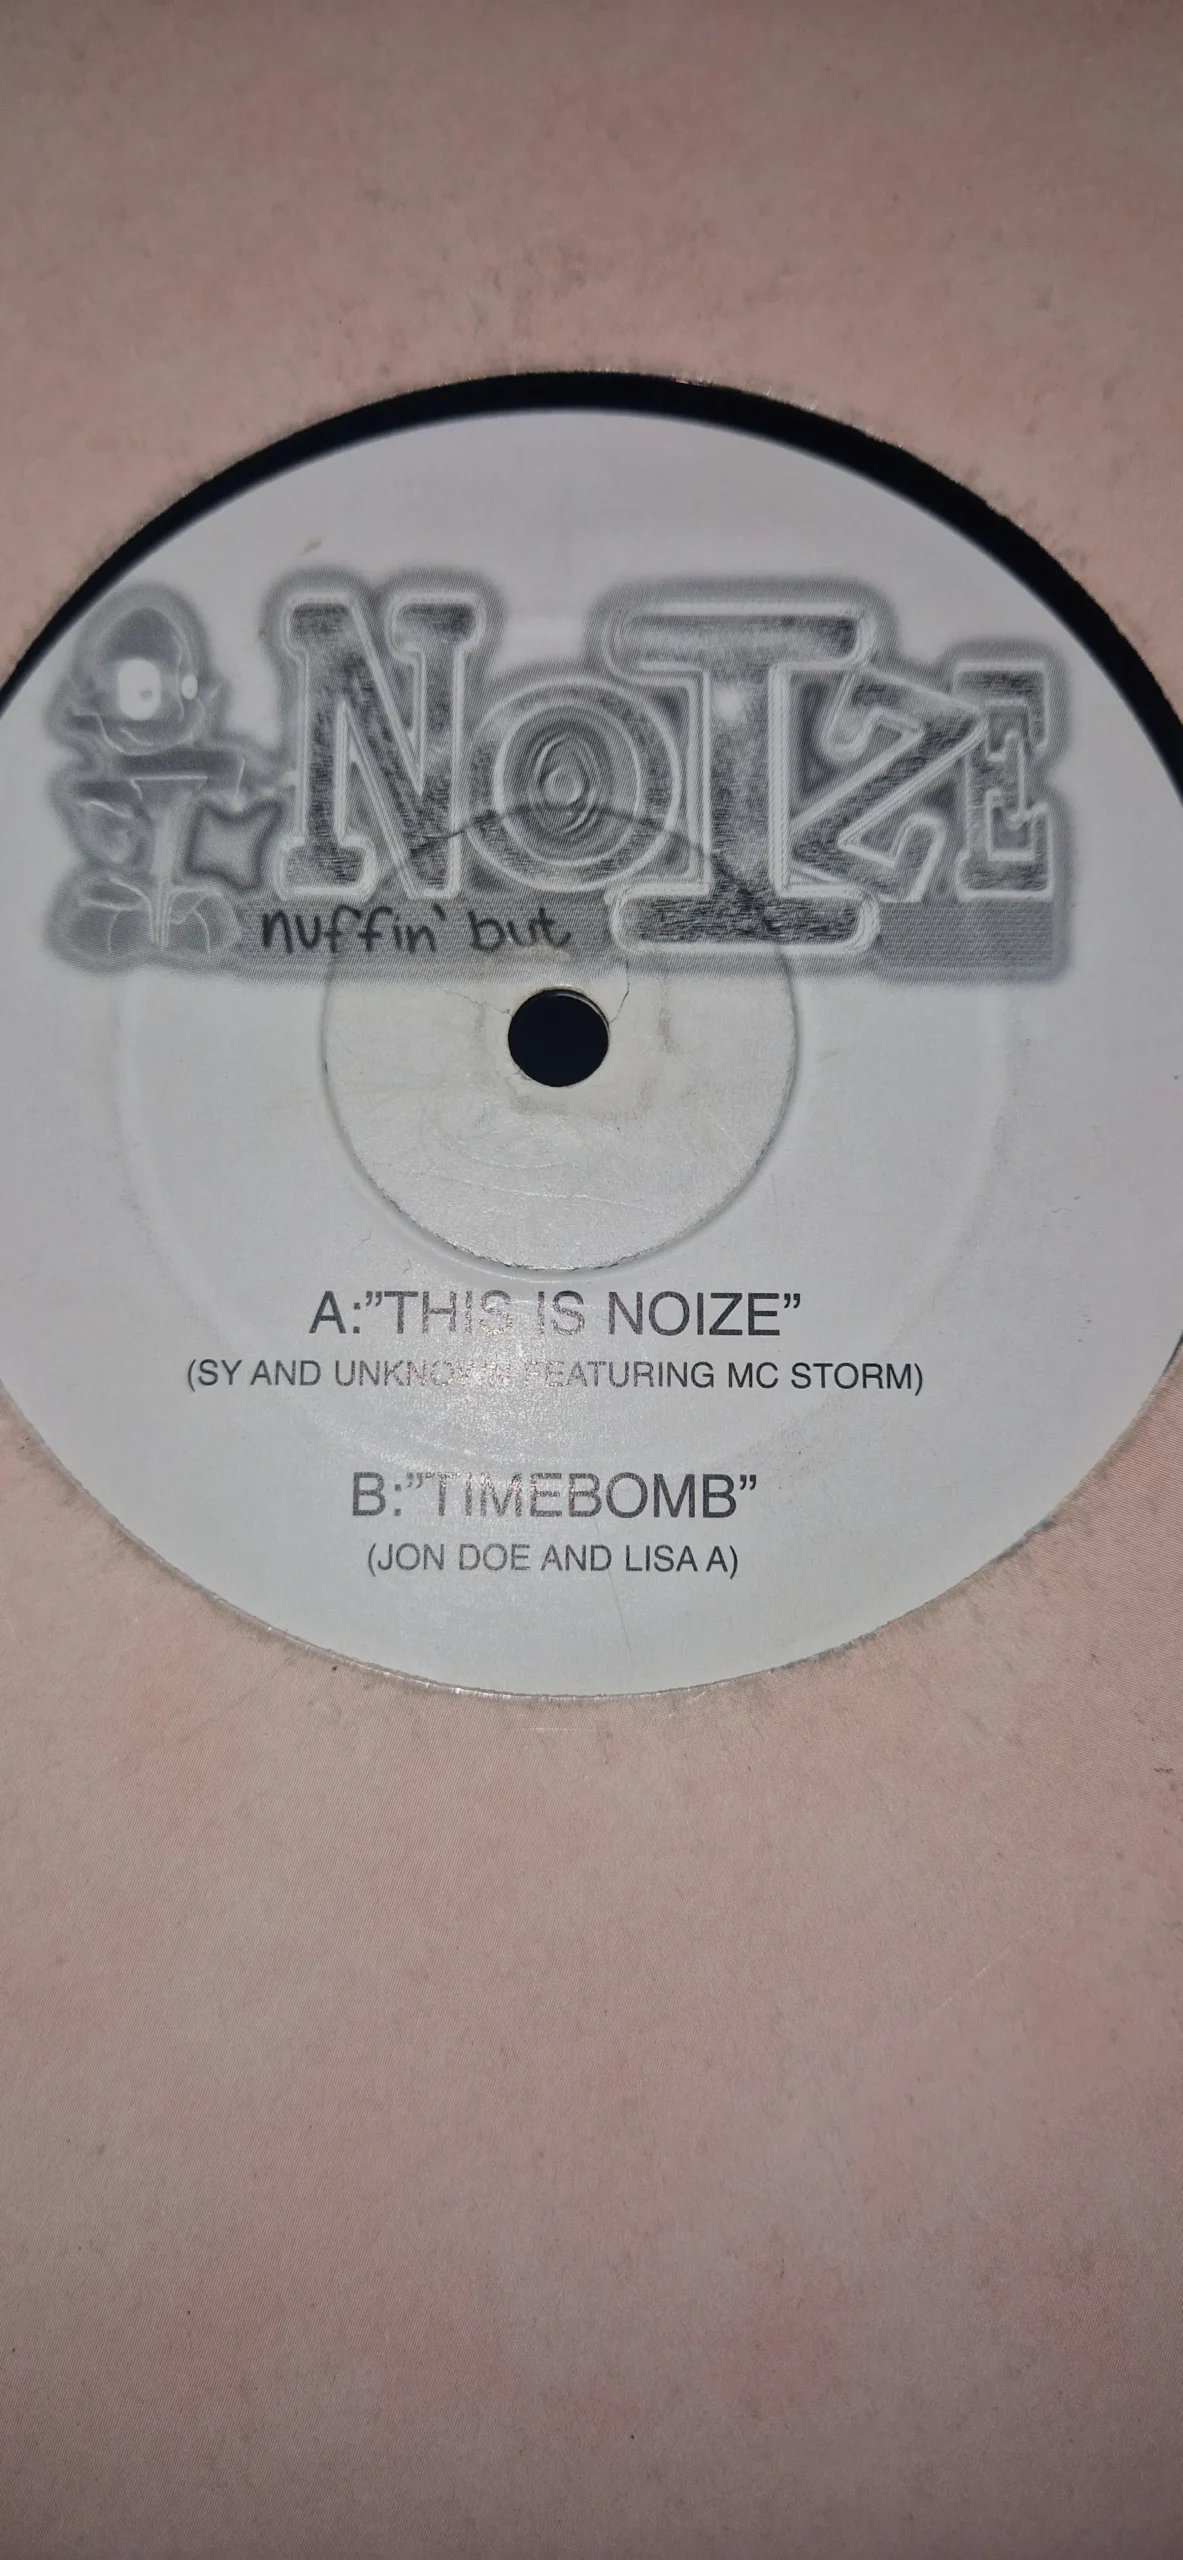 NOIZE
nuffin' but
A:”THIS IS NOIZE”
(SY AND UNKNOWN FEATURING MC STORM)
B:”TIMEBOMB”
(JON DOE AND LISA A)